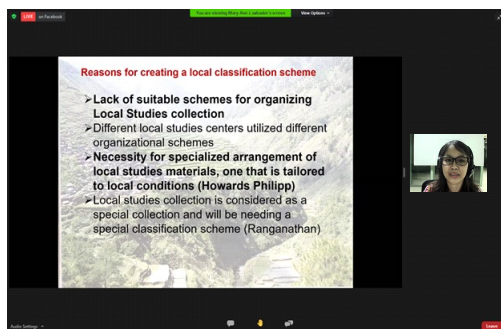 LIVE on Facebook
You are viewing Mary Ann J. salvador's screen View Options
Reasons for creating a local classification scheme
➢Lack of suitable schemes for organizing
Local Studies collection
➢Different local studies centers utilized different
organizational schemes
➢Necessity for specialized arrangement of
local studies materials, one that is tailored
to local conditions (Howards Philipp)
➢Local studies collection is considered as a
special collection and will be needing a
special classification scheme (Ranganathan)
Audio Settings
Leave